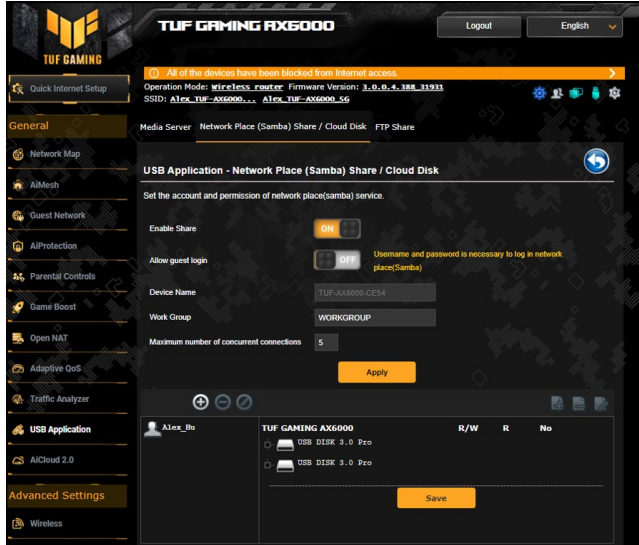 TUF GAMING AX6000
Logout
English
TUF GAMING
All of the devices have been blocked from Internet access.
Quick Internet Setup
Operation Mode: Wireless router Firmware Version: 3.0.0.4.388_31931
SSID: Alex_TUF-AX6000... Alex_TUF-AX6000_5G
General
Media Server Network Place (Samba) Share / Cloud Disk FTP Share
Network Map
USB Application - Network Place (Samba) Share / Cloud Disk
AiMesh
Set the account and permission of network place(samba) service.
Guest Network
Enable Share ON
AiProtection
Allow guest login OFF Username and password is necessary to log in network
place(Samba)
Parental Controls
Device Name TUF-AX6000-CE54
Game Boost
Work Group WORKGROUP
Open NAT
Maximum number of concurrent connections 5
Adaptive QoS
Apply
Traffic Analyzer
USB Application
Alex_Hu TUF GAMING AX6000 R/W R No
USB DISK 3.0 Pro
AiCloud 2.0
USB DISK 3.0 Pro
Advanced Settings
Save
Wireless